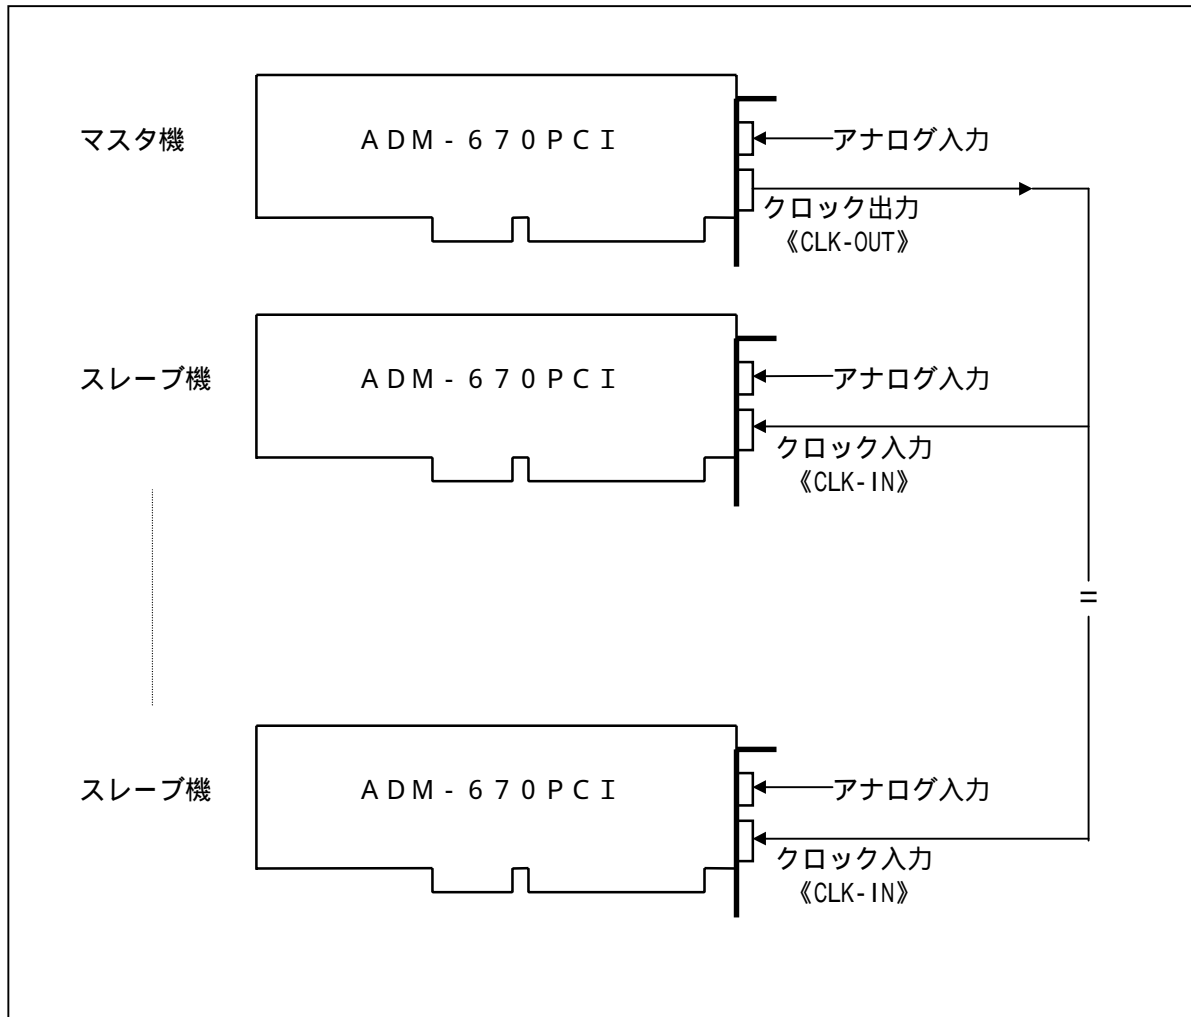 マスタ機
ADM-670PCI
アナログ入力
クロック出力
《CLK-OUT》
スレーブ機
ADM-670PCI
アナログ入力
クロック入力
《CLK-IN》
スレーブ機
ADM-670PCI
アナログ入力
クロック入力
《CLK-IN》